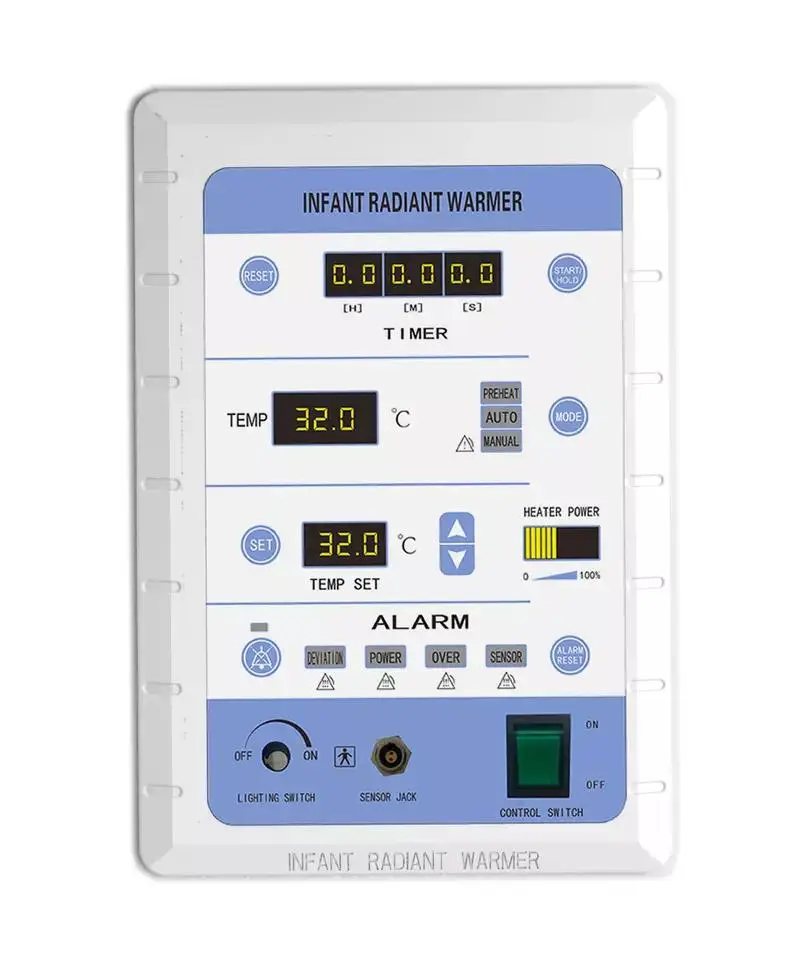 INFANT RADIANT WARMER
RESET
0.0 0.0 0.0
START/
HOLD
[H] [M] [S]
TIMER
TEMP 32.0 °C
PREHEAT
AUTO
MANUAL
MODE
SET
32.0 °C
TEMP SET
HEATER POWER
0 100%
ALARM
DEVIATION POWER OVER SENSOR
ALARM
RESET
OFF ON
LIGHTING SWITCH
SENSOR JACK
ON
OFF
CONTROL SWITCH
INFANT RADIANT WARMER